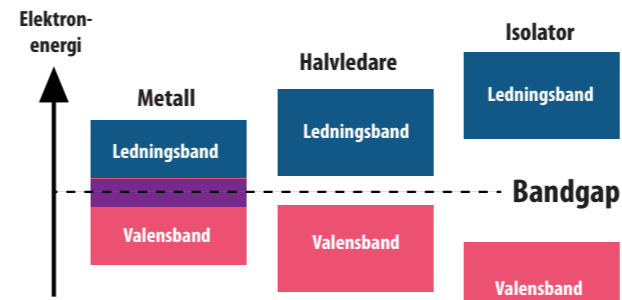 Elektron-
energi
Metall
Halvledare
Isolator
Ledningsband
Ledningsband
Ledningsband
Bandgap
Valensband
Valensband
Valensband